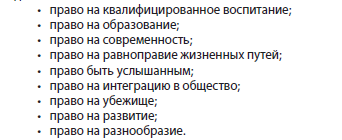 • право на квалифицированное воспитание;
• право на образование;
• право на современность;
• право на равноправие жизненных путей;
• право быть услышанным;
• право на интеграцию в общество;
• право на убежище;
• право на развитие;
• право на разнообразие.